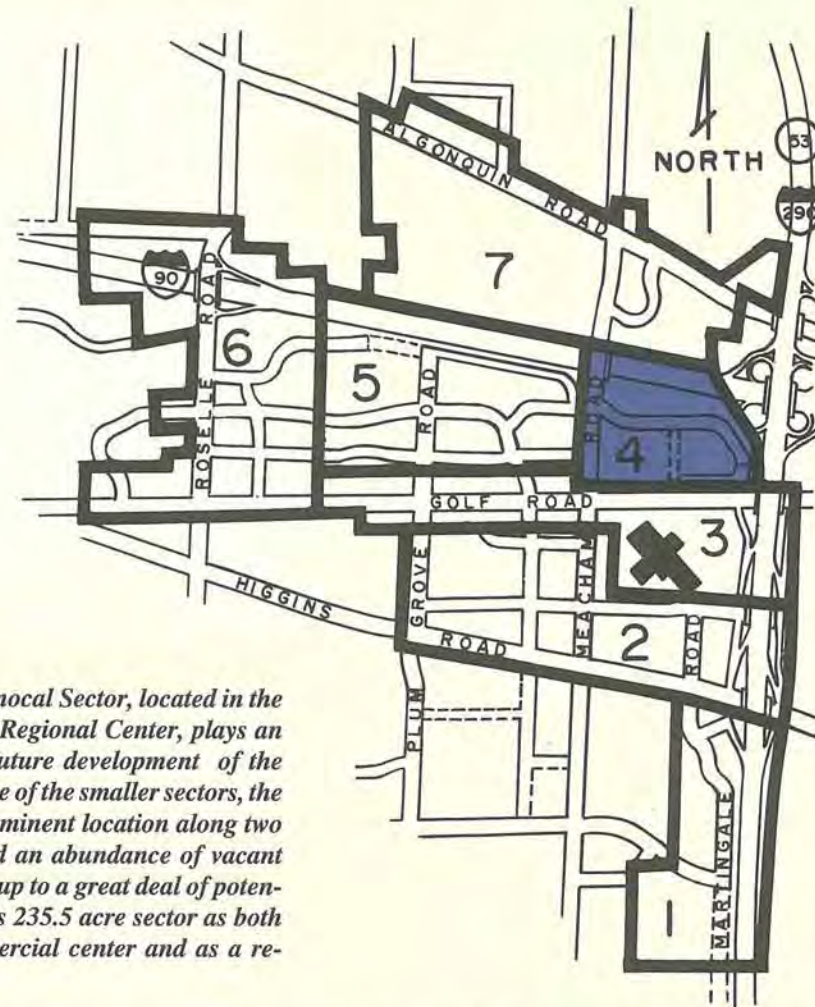 ALGONQUIN ROAD
NORTH
53
290
7
90
ROSELLE ROAD
6
5
ROAD
ROAD
4
GOLF ROAD
3
GROVE
MEACHAM
HIGGINS
ROAD
2
ROAD
PLUM
MARTINGALE
1
nocal Sector, located in the
Regional Center, plays an
uture development of the
e of the smaller sectors, the
minent location along two
d an abundance of vacant
up to a great deal of poten-
s 235.5 acre sector as both
ercial center and as a re-